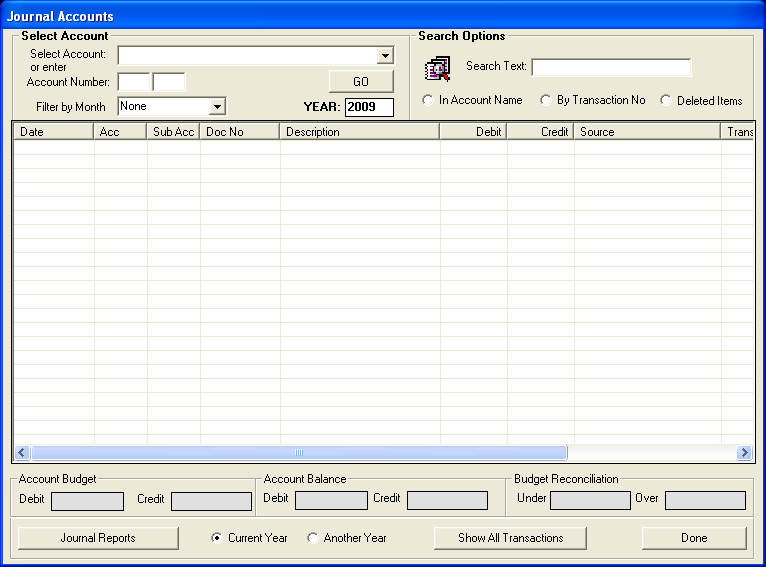 Journal Accounts
Select Account
Select Account:
or enter
Account Number:
GO
Filter by Month None YEAR: 2009
Search Options
Search Text:
In Account Name By Transaction No Deleted Items
Date Acc Sub Acc Doc No Description Debit Credit Source Trans
Account Budget
Debit Credit
Account Balance
Debit Credit
Budget Reconciliation
Under Over
Journal Reports Current Year Another Year Show All Transactions Done